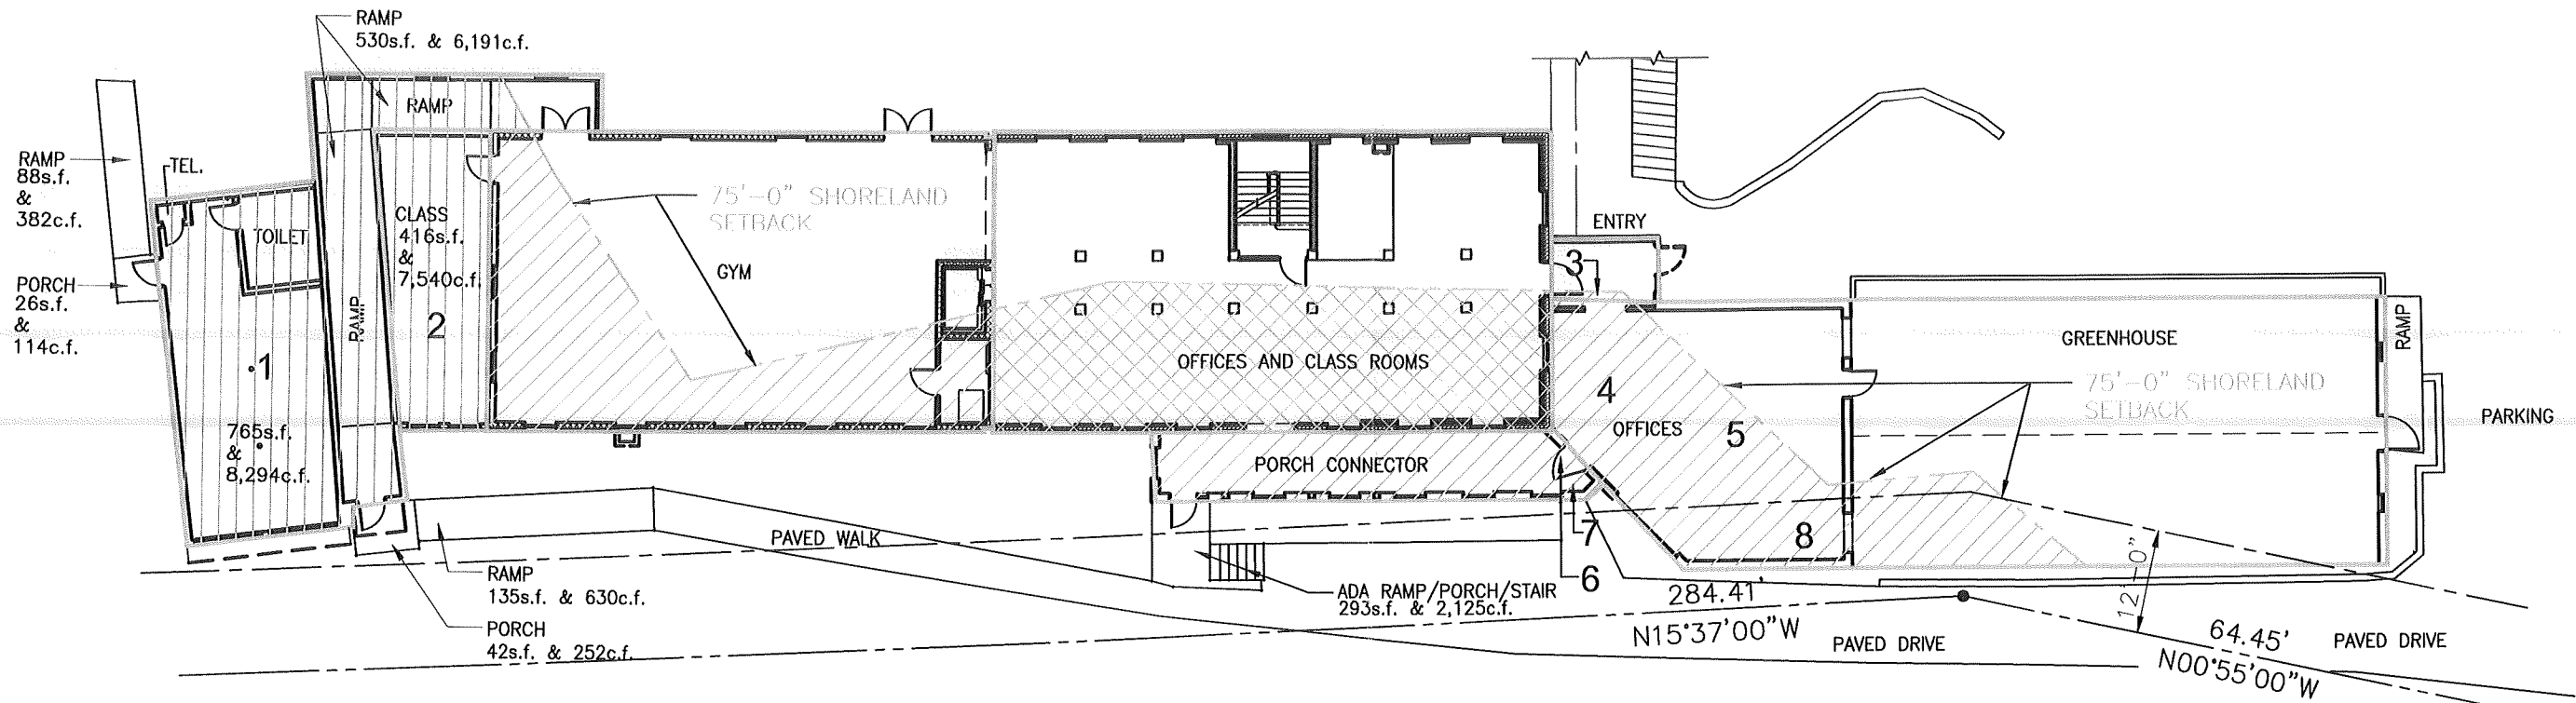 RAMP
530s.f. & 6,191c.f.
RAMP
RAMP
88s.f.
&
382c.f.
TEL.
TOILET
PORCH
26s.f.
&
114c.f.
1
765s.f.
&
8,294c.f.
RAMP
CLASS
416s.f.
&
7,540c.f.
2
75'-0" SHORELAND
SETBACK
GYM
OFFICES AND CLASS ROOMS
ENTRY
3
4
OFFICES
5
GREENHOUSE
RAMP
75'-0" SHORELAND
SETBACK
PARKING
PORCH CONNECTOR
7
8
6
PAVED WALK
RAMP
135s.f. & 630c.f.
PORCH
42s.f. & 252c.f.
ADA RAMP/PORCH/STAIR
293s.f. & 2,125c.f.
284.41'
N15°37'00"W
PAVED DRIVE
12'-0"
64.45'
N00°55'00"W
PAVED DRIVE